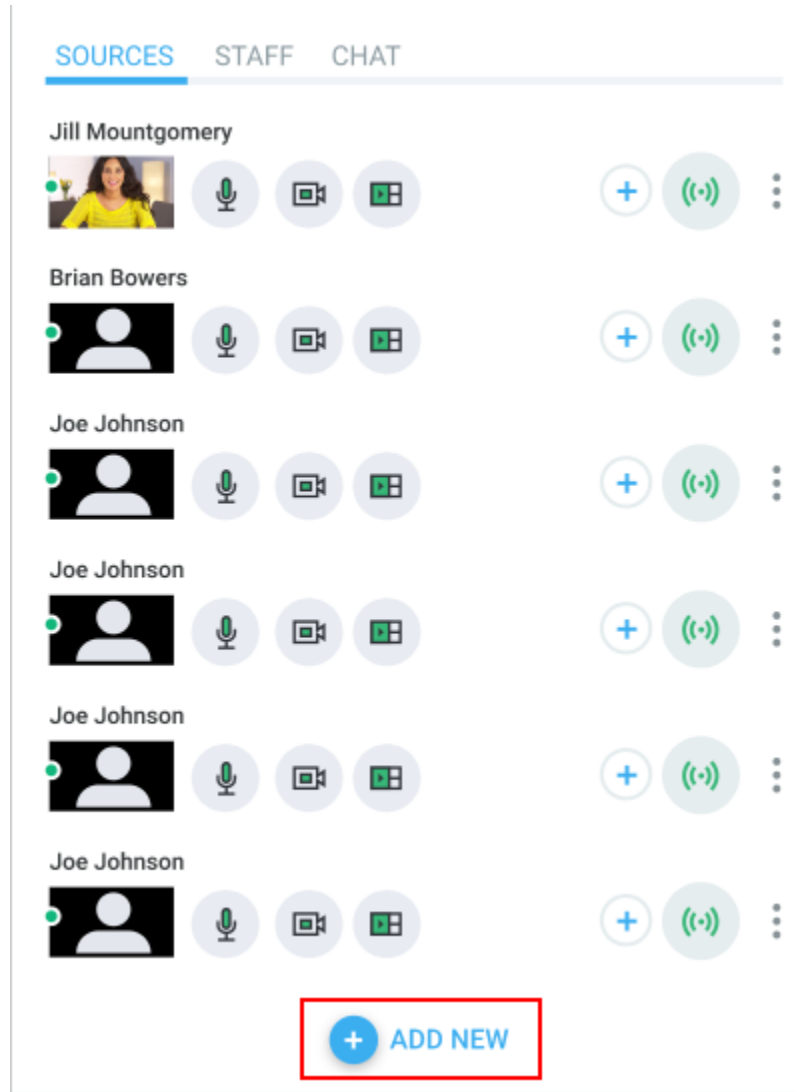 SOURCES STAFF CHAT
Jill Mountgomery
Brian Bowers
Joe Johnson
Joe Johnson
Joe Johnson
Joe Johnson
ADD NEW